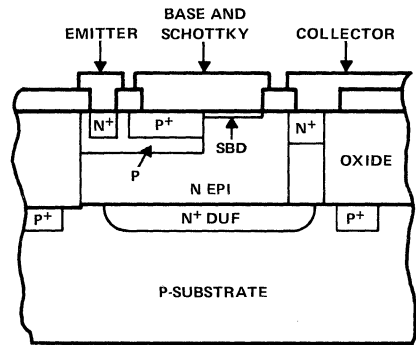 BASE AND
EMITTER SCHOTTKY COLLECTOR
N+ P+ N+
SBD
P
OXIDE
N EPI
P+ N+ DUF P+
P-SUBSTRATE